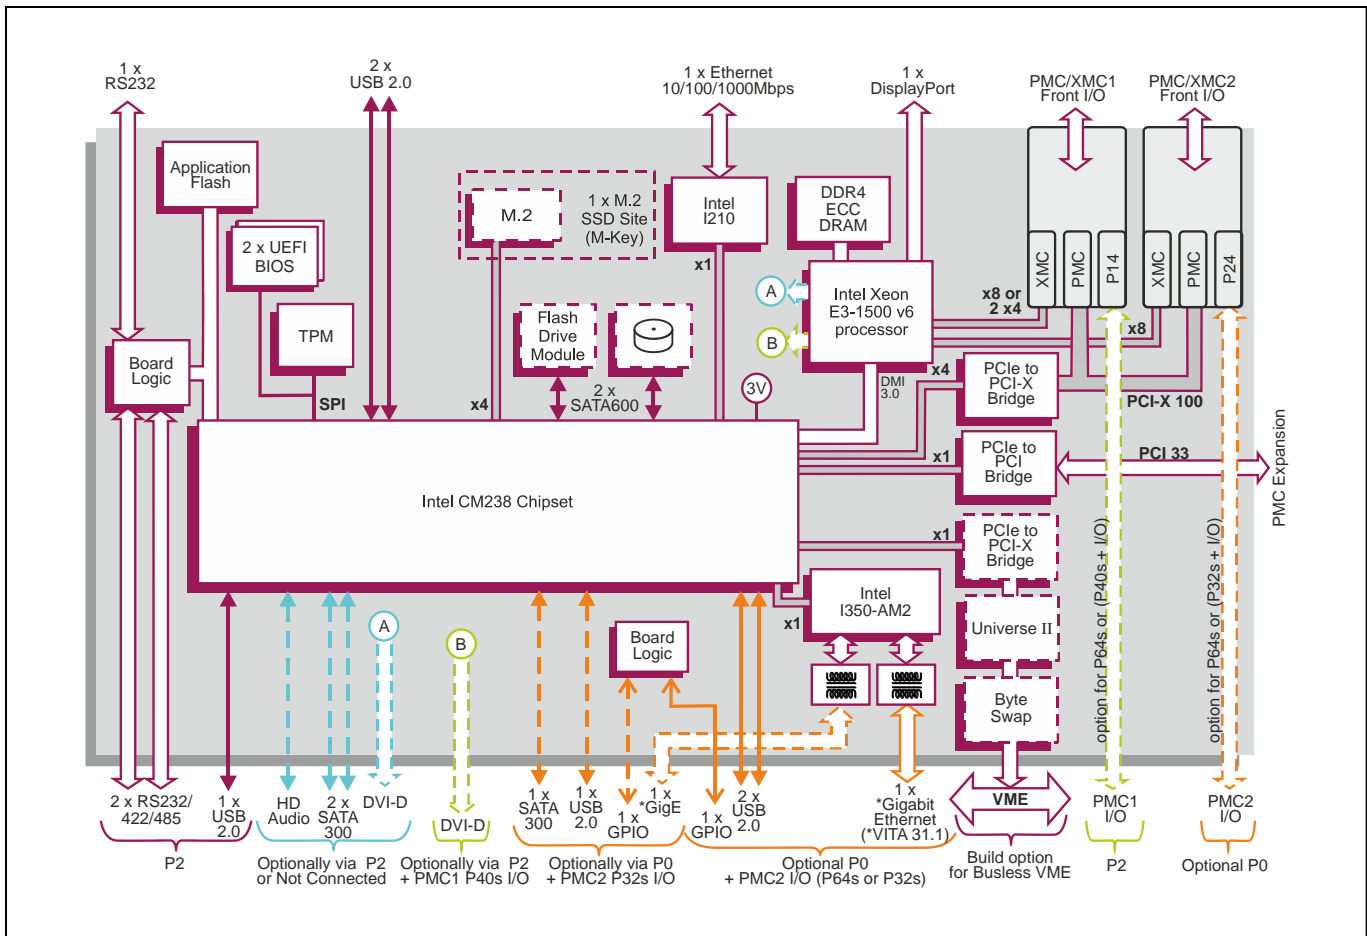 1 x
RS232
2 x
USB 2.0
1 x Ethernet
10/100/1000Mbps
1 x
DisplayPort
PMC/XMC1
Front I/O
PMC/XMC2
Front I/O
Application
Flash
2 x UEFI
BIOS
TPM
Board
Logic
SPI
M.2
1 x M.2
SSD Site
(M-Key)
x4
Flash
Drive
Module
2 x
SATA600
Intel
I210
x1
3V
DDR4
ECC
DRAM
A
B
Intel Xeon
E3-1500 v6
processor
DMI
3.0
x8 or
2 x4
x8
x4
XMC
PMC
P14
XMC
PMC
P24
PCIe to
PCI-X
Bridge
PCI-X 100
x1
PCIe to
PCI
Bridge
PCI 33
PMC Expansion
Intel CM238 Chipset
x1
PCIe to
PCI-X
Bridge
Intel
I350-AM2
x1
Universe II
Byte
Swap
option for P64s or (P40s + I/O)
option for P64s or (P32s + I/O)
A
B
Board
Logic
2 x RS232/
422/485
1 x
USB
2.0
P2
HD
Audio
2 x
SATA
300
DVI-D
Optionally via P2
or Not Connected
DVI-D
Optionally via P2
+ PMC1 P40s I/O
1 x
SATA
300
1 x
USB
2.0
1 x
GPIO
1 x
*GigE
Optionally via P0
+ PMC2 P32s I/O
1 x
GPIO
2 x
USB
2.0
1 x
*Gigabit
Ethernet
(*VITA 31.1)
Optional P0
+ PMC2 I/O (P64s or P32s)
VME
Build option
for Busless VME
PMC1
I/O
P2
PMC2
I/O
Optional P0